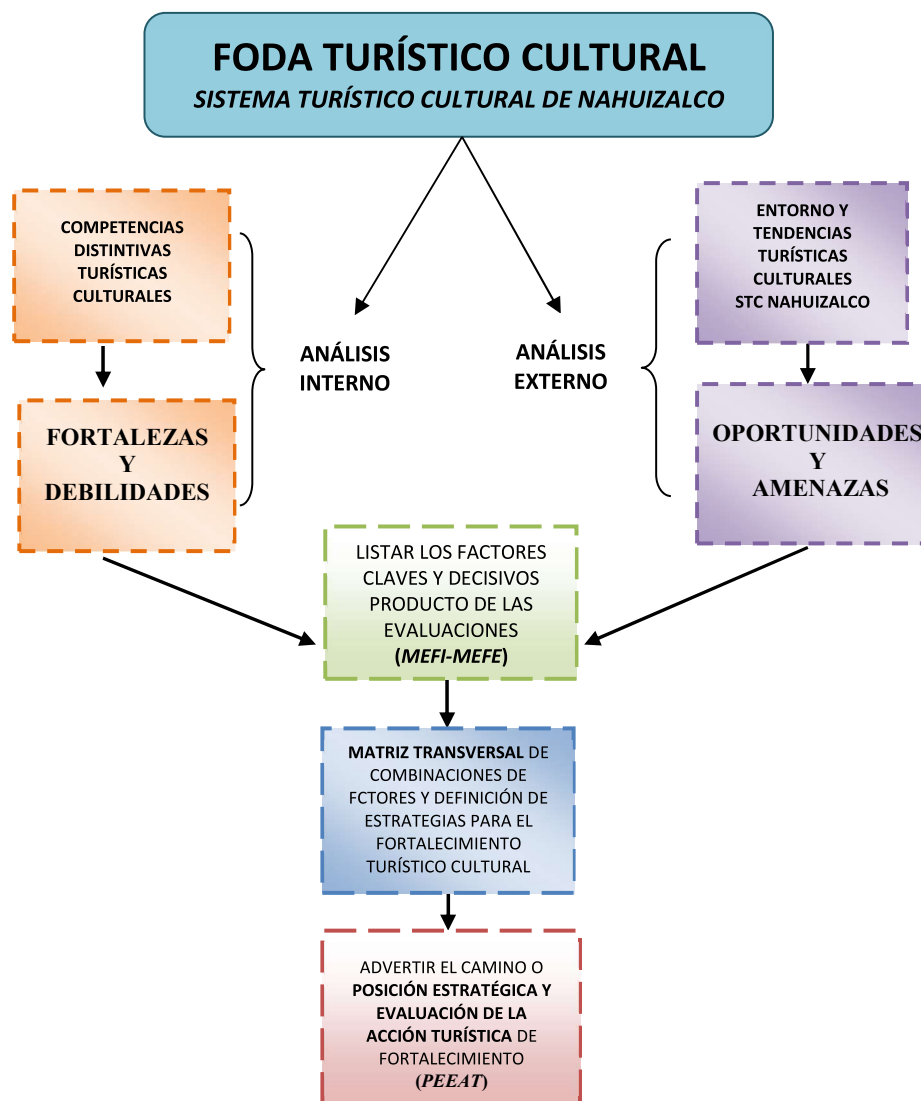 FODA TURÍSTICO CULTURAL
SISTEMA TURÍSTICO CULTURAL DE NAHUIZALCO
COMPETENCIAS
DISTINTIVAS
TURÍSTICAS
CULTURALES
FORTALEZAS
Y
DEBILIDADES
ANÁLISIS
INTERNO
ANÁLISIS
EXTERNO
ENTORNO Y
TENDENCIAS
TURÍSTICAS
CULTURALES
STC NAHUIZALCO
OPORTUNIDADES
Y
AMENAZAS
LISTAR LOS FACTORES
CLAVES Y DECISIVOS
PRODUCTO DE LAS
EVALUACIONES
(MEFI-MEFE)
MATRIZ TRANSVERSAL DE
COMBINACIONES DE
FCTORES Y DEFINICIÓN DE
ESTRATEGIAS PARA EL
FORTALECIMIENTO
TURÍSTICO CULTURAL
ADVERTIR EL CAMINO O
POSICIÓN ESTRATÉGICA Y
EVALUACIÓN DE LA
ACCIÓN TURÍSTICA DE
FORTALECIMIENTO
(PEEAT)